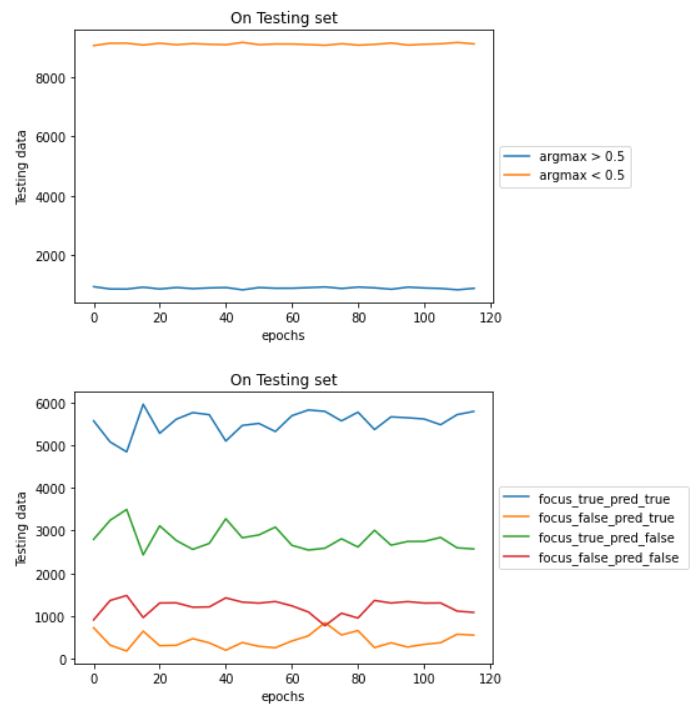 On Testing set
Testing data
8000
6000
4000
2000
0 20 40 60 80 100 120
epochs
argmax > 0.5
argmax < 0.5
On Testing set
Testing data
6000
5000
4000
3000
2000
1000
0
0 20 40 60 80 100 120
epochs
focus_true_pred_true
focus_false_pred_true
focus_true_pred_false
focus_false_pred_false